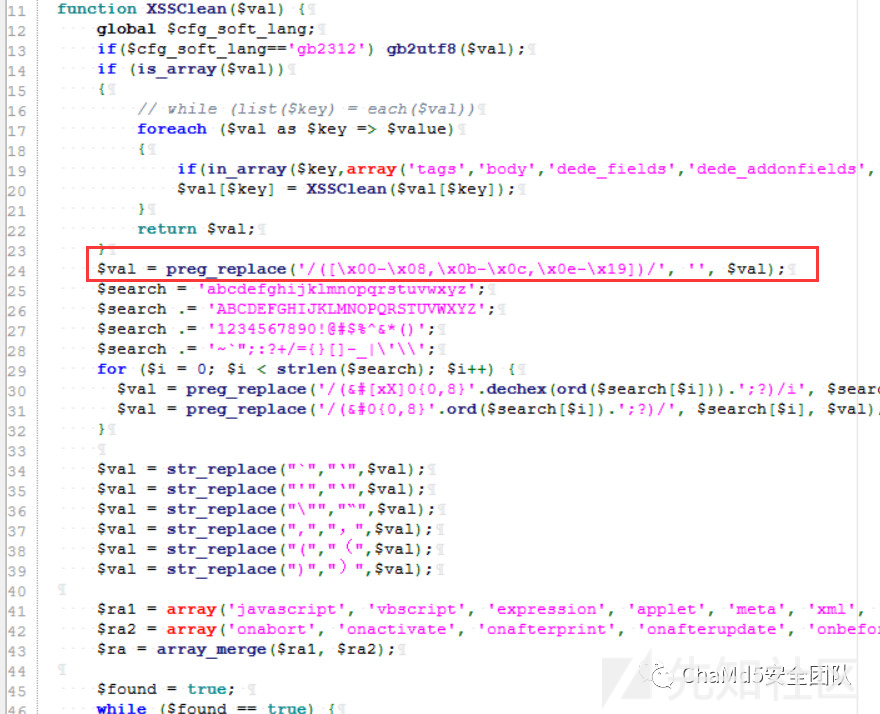 11 function XSSClean($val) {
12 global $cfg_soft_lang;
13 if($cfg_soft_lang=='gb2312') gb2utf8($val);
14 if (is_array($val))
15 {
16 // while (list($key) = each($val))
17 foreach ($val as $key => $value)
18 {
19 if(in_array($key,array('tags','body','dede_fields','dede_addonfields',
20 $val[$key] = XSSClean($val[$key]);
21 }
22 return $val;
23 }
24 $val = preg_replace('/([\x00-\x08,\x0b-\x0c,\x0e-\x19])/', '', $val);
25 $search = 'abcdefghijklmnopqrstuvwxyz';
26 $search .= 'ABCDEFGHIJKLMNOPQRSTUVWXYZ';
27 $search .= '1234567890!@#$%^&*()';
28 $search .= '~`";:?+/={}[]-_|\'\\';
29 for ($i = 0; $i < strlen($search); $i++) {
30 $val = preg_replace('/(&#[xX]0{0,8}'.dechex(ord($search[$i])).';?)/i', $sear
31 $val = preg_replace('/(&#0{0,8}'.ord($search[$i]).';?)/', $search[$i], $val)
32 }
33
34 $val = str_replace("`","‵",$val);
35 $val = str_replace("'","‘",$val);
36 $val = str_replace("\"","“",$val);
37 $val = str_replace(",","，",$val);
38 $val = str_replace("(","（",$val);
39 $val = str_replace(")","）",$val);
40
41 $ra1 = array('javascript', 'vbscript', 'expression', 'applet', 'meta', 'xml',
42 $ra2 = array('onabort', 'onactivate', 'onafterprint', 'onafterupdate', 'onbefor
43 $ra = array_merge($ra1, $ra2);
44
45 $found = true;
46 while ($found == true) {
先知社区
ChaMd5安全团队